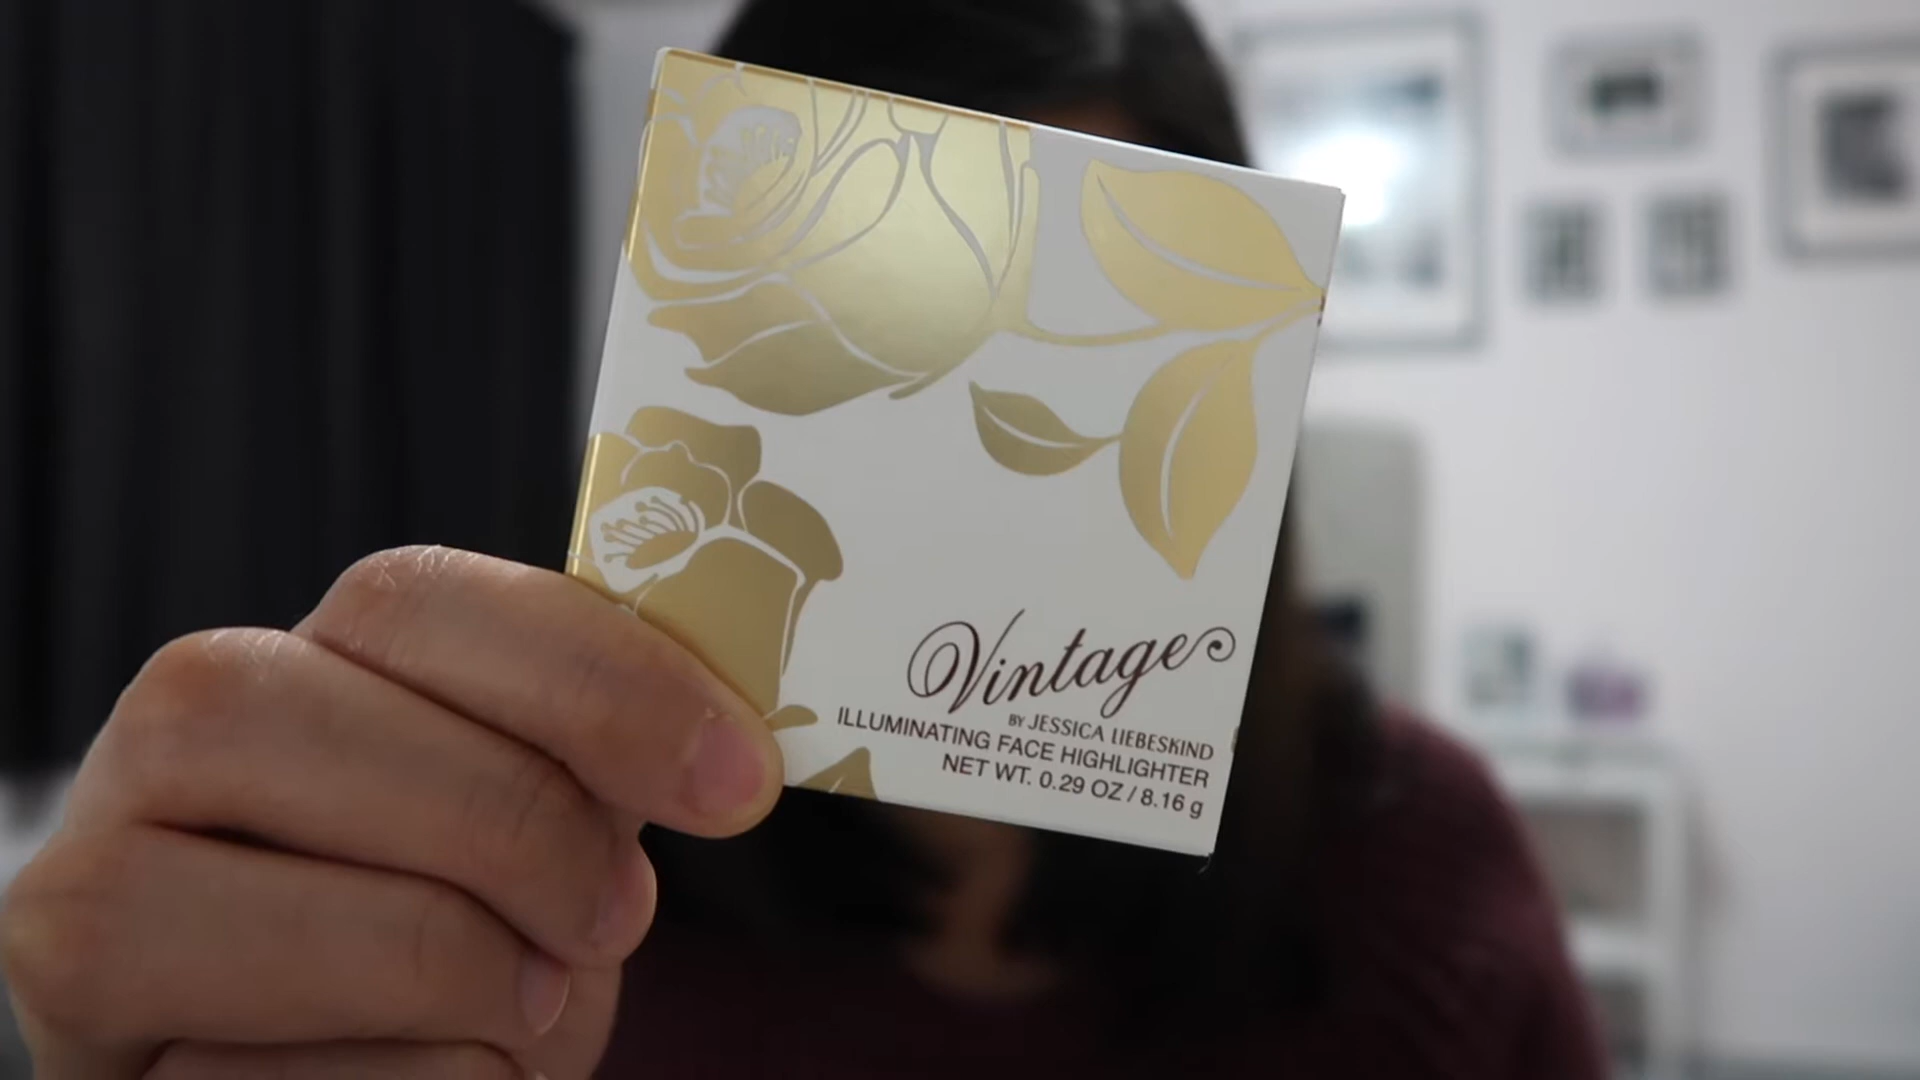 Vintage
BY JESSICA LIEBESKIND
ILLUMINATING FACE HIGHLIGHTER
NET WT. 0.29 OZ / 8.16 g